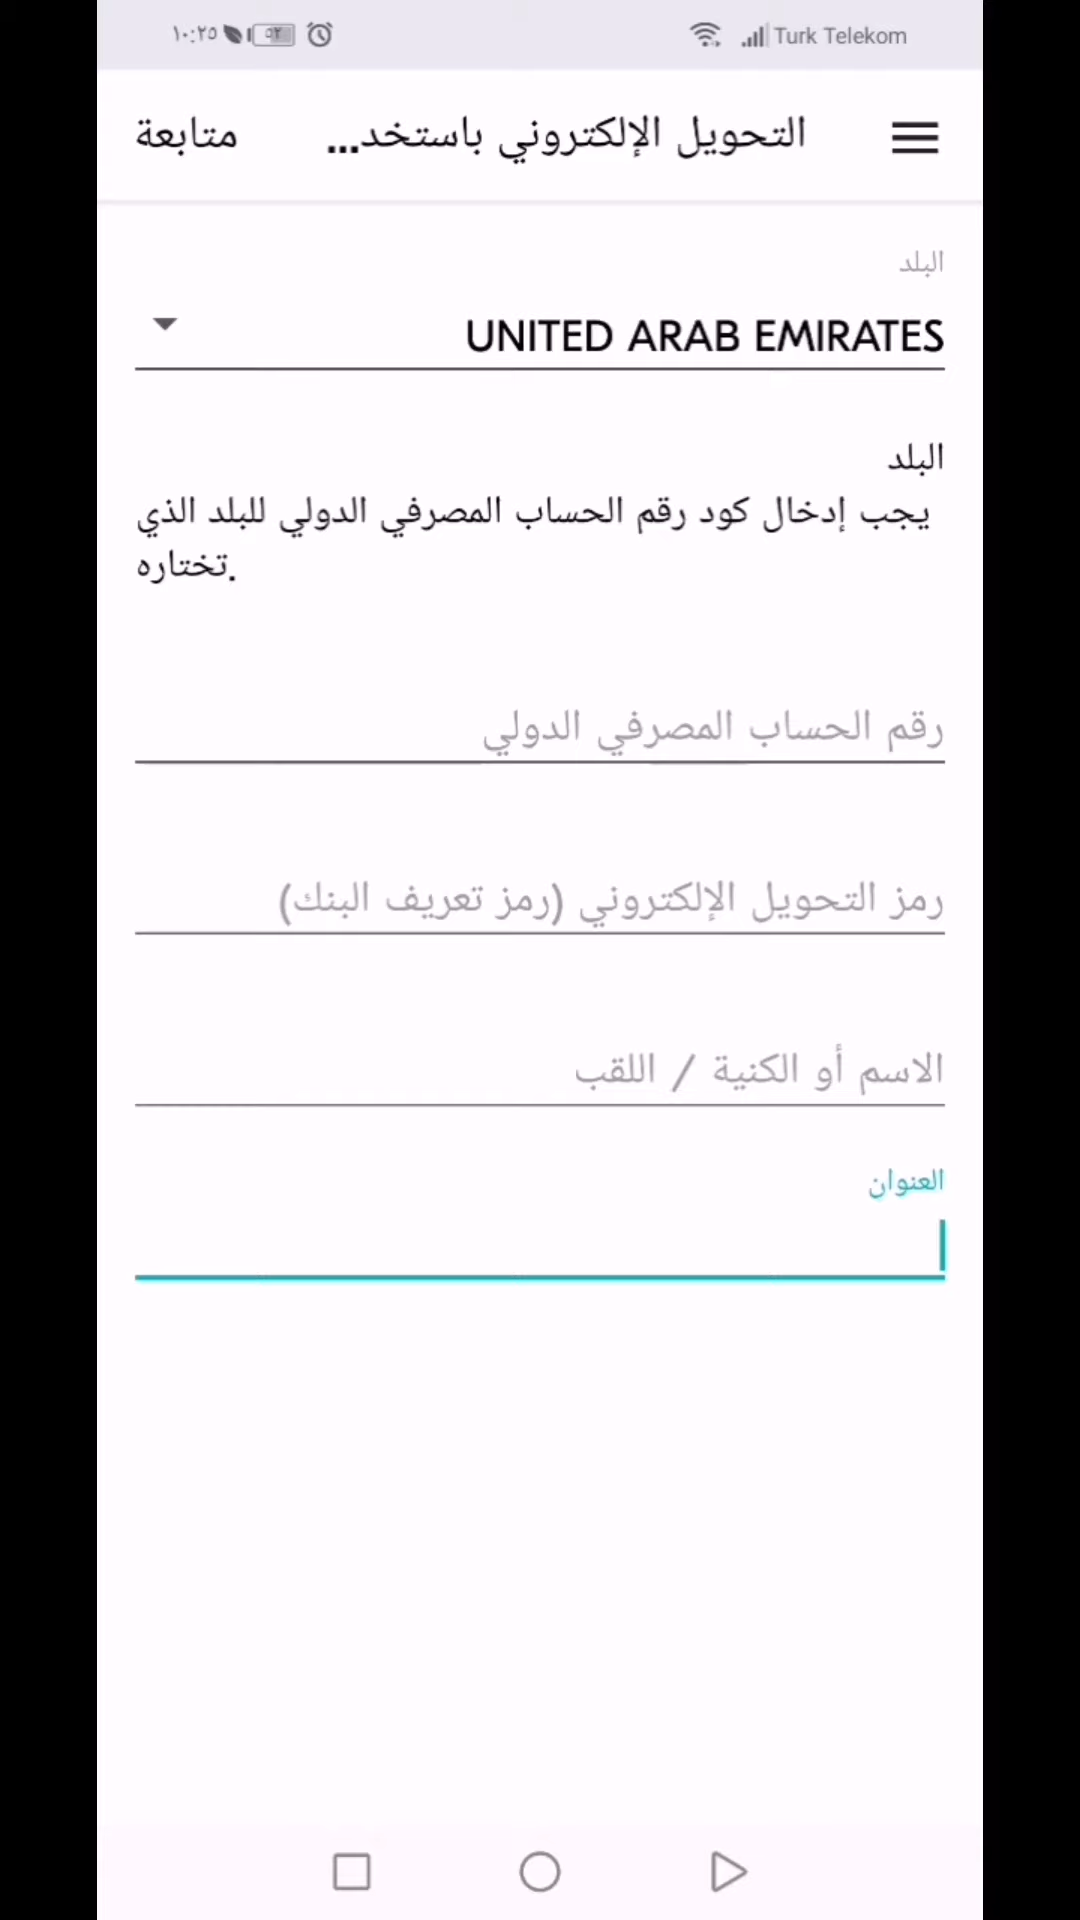 ١٠:٢٥
Turk Telekom
التحويل الإلكتروني باستخد...
متابعة
البلد
UNITED ARAB EMIRATES
البلد
يجب إدخال كود رقم الحساب المصرفي الدولي للبلد الذي
تختاره.
رقم الحساب المصرفي الدولي
رمز التحويل الإلكتروني (رمز تعريف البنك)
الاسم أو الكنية / اللقب
العنوان